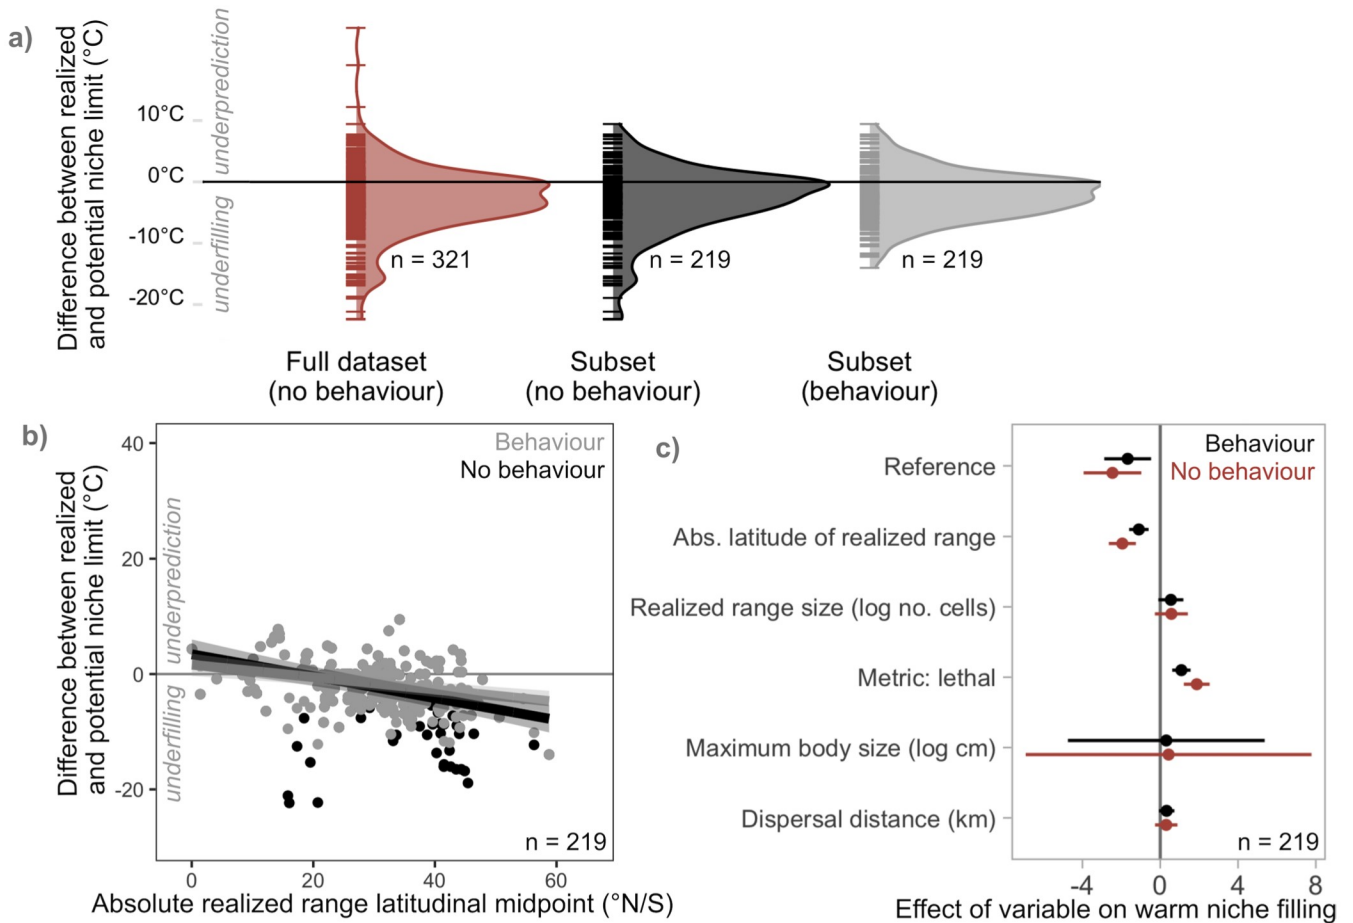 a)
Difference between realized
and potential niche limit (°C)
underprediction
underfilling
10°C
0°C
-10°C
-20°C
n = 321
n = 219
n = 219
Full dataset
(no behaviour)
Subset
(no behaviour)
Subset
(behaviour)
b)
Difference between realized
and potential niche limit (°C)
underprediction
underfilling
40
20
0
-20
Behaviour
No behaviour
n = 219
0
20
40
60
Absolute realized range latitudinal midpoint (°N/S)
c)
Behaviour
No behaviour
Reference
Abs. latitude of realized range
Realized range size (log no. cells)
Metric: lethal
Maximum body size (log cm)
Dispersal distance (km)
n = 219
-4
0
4
8
Effect of variable on warm niche filling